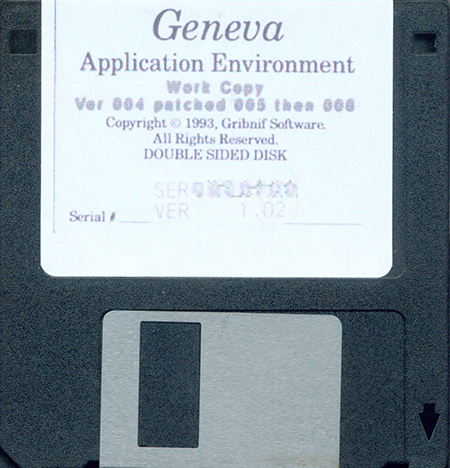 Geneva
Application Environment
Work Copy
Ver 004 patched 005 then 006
Copyright © 1993, Gribnif Software.
All Rights Reserved.
DOUBLE SIDED DISK
SER
Serial # VER 1.02